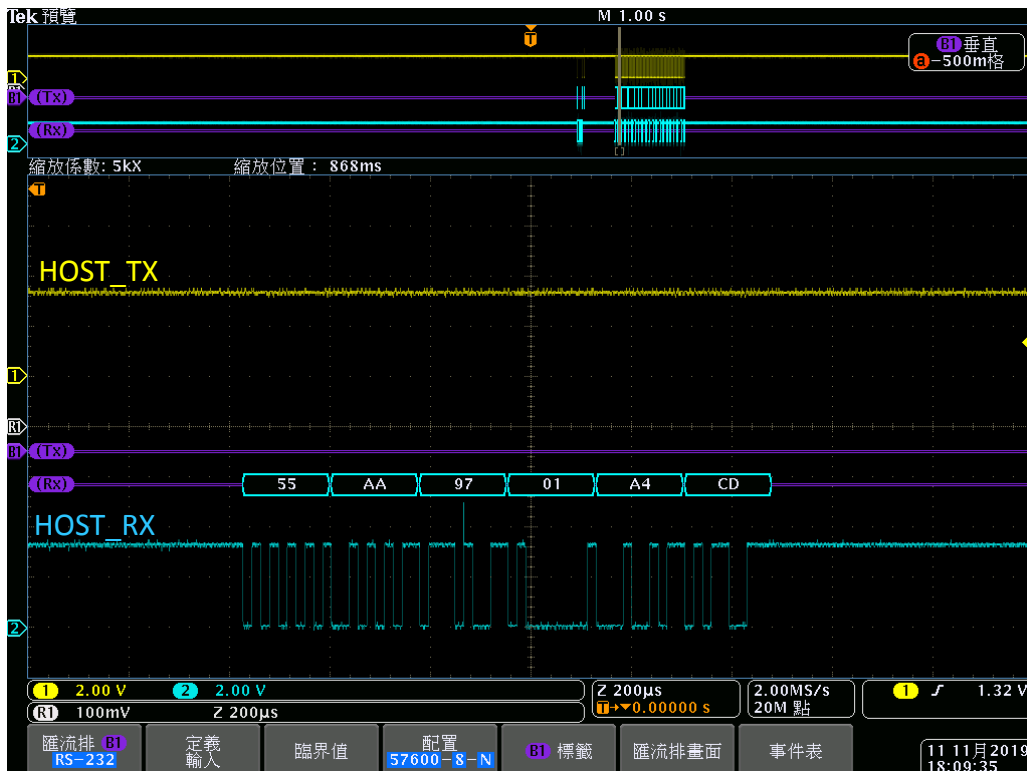 Tek 預覽
M 1.00 s
T
B1 垂直
a -500m格
1
B1 (Tx)
(Rx)
2
縮放係數: 5kX 縮放位置： 868ms
T
HOST_TX
1
R1
B1 (Tx)
(Rx) 55 AA 97 01 A4 CD
HOST_RX
2
1 2.00 V 2 2.00 V
R1 100mV Z 200µs
Z 200µs
T→▼0.00000 s
2.00MS/s
20M 點
1 ∫ 1.32 V
匯流排 B1
RS-232
定義
輸入
臨界值
配置
57600-8-N
B1 標籤
匯流排畫面
事件表
11 11月2019
18:09:35